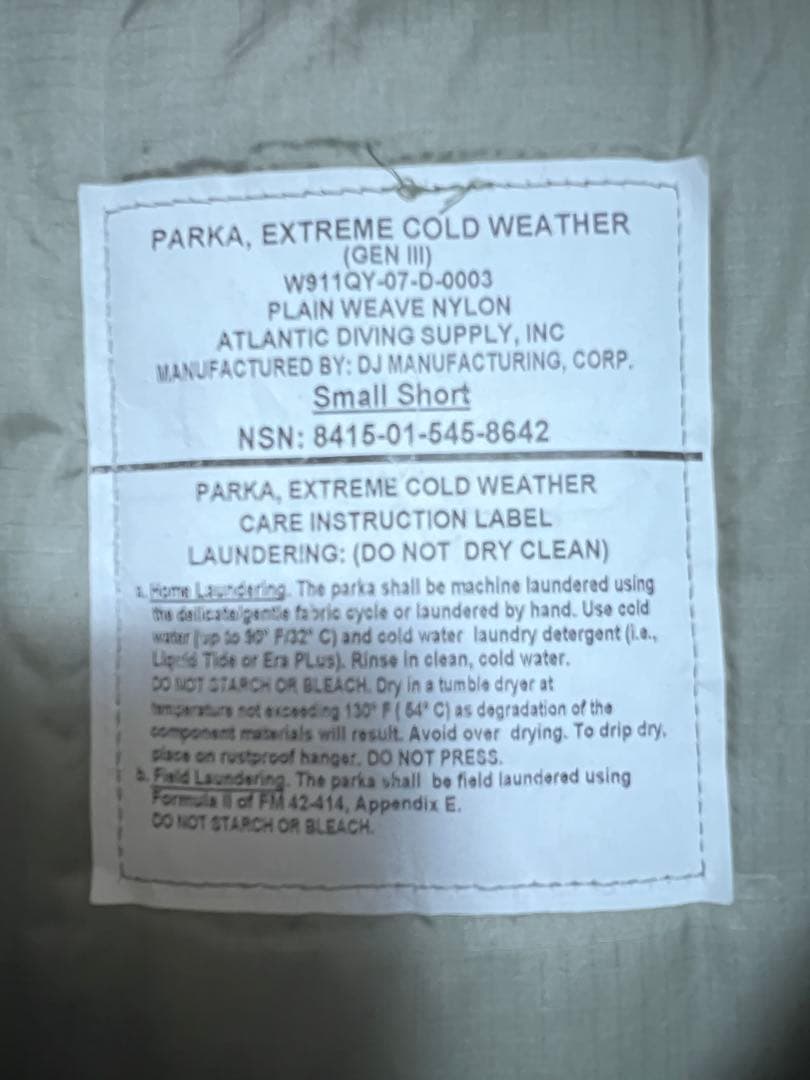 PARKA, EXTREME COLD WEATHER
(GEN III)
W911QY-07-D-0003
PLAIN WEAVE NYLON
ATLANTIC DIVING SUPPLY, INC
MANUFACTURED BY: DJ MANUFACTURING, CORP.
Small Short
NSN: 8415-01-545-8642
PARKA, EXTREME COLD WEATHER
CARE INSTRUCTION LABEL
LAUNDERING: (DO NOT DRY CLEAN)
a. Home Laundering. The parka shall be machine laundered using
the delicate/gentle fabric cycle or laundered by hand. Use cold
water (up to 90° F/32° C) and cold water laundry detergent (i.e.,
Liquid Tide or Era PLus). Rinse in clean, cold water.
DO NOT STARCH OR BLEACH. Dry in a tumble dryer at
temperature not exceeding 130° F ( 54° C) as degradation of the
component materials will result. Avoid over drying. To drip dry,
place on rustproof hanger. DO NOT PRESS.
b. Field Laundering. The parka shall be field laundered using
Formula II of FM 42-414, Appendix E.
DO NOT STARCH OR BLEACH.